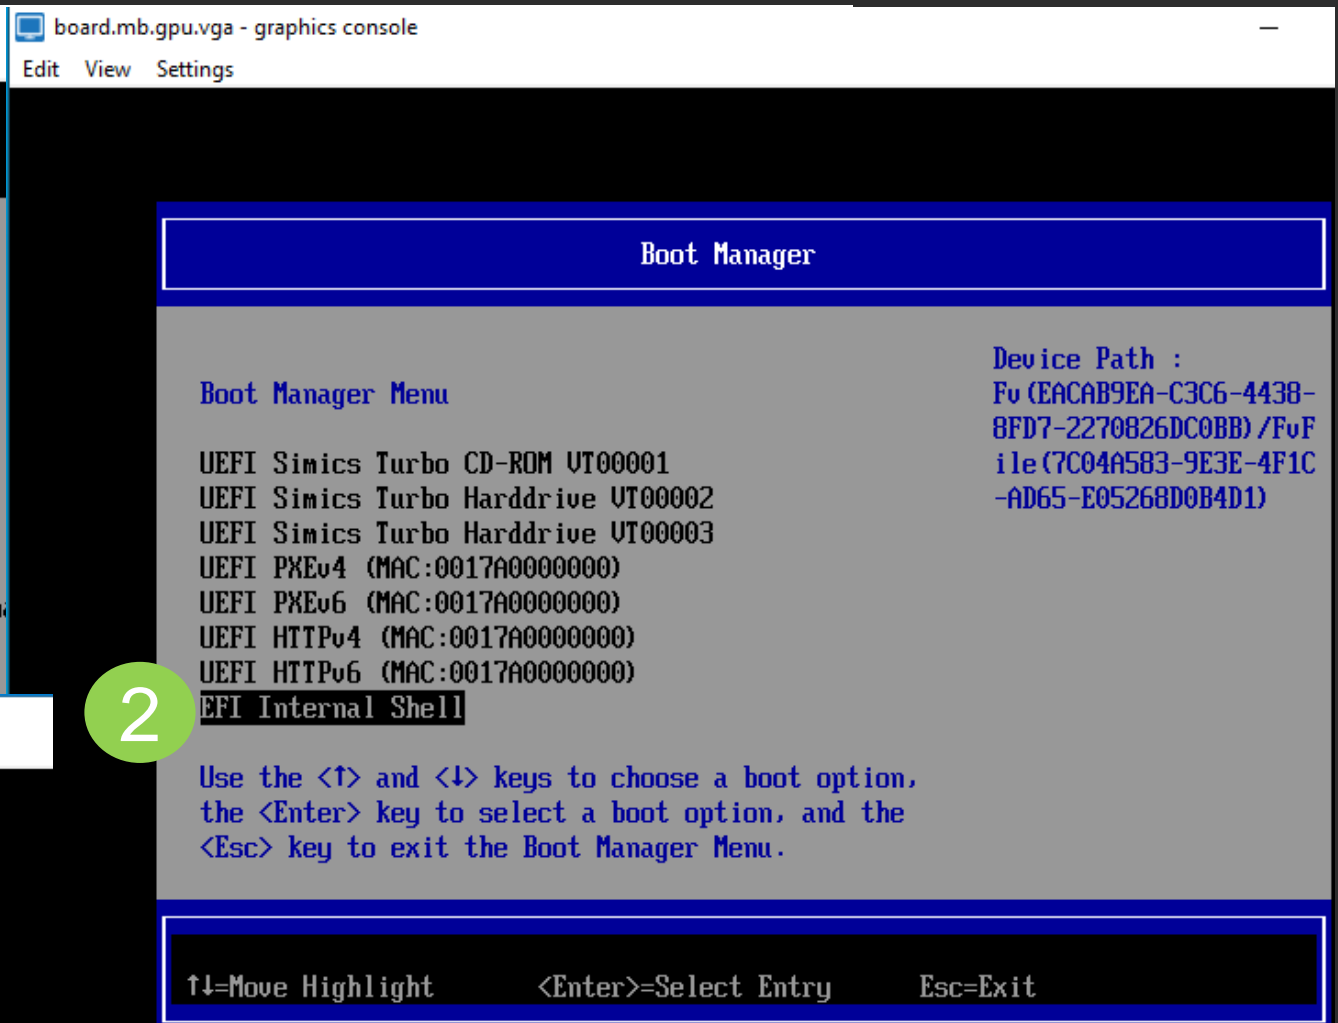 board.mb.gpu.vga - graphics console
Edit View Settings
Boot Manager
Boot Manager Menu
UEFI Simics Turbo CD-ROM VT00001
UEFI Simics Turbo Harddrive VT00002
UEFI Simics Turbo Harddrive VT00003
UEFI PXEv4 (MAC:0017A0000000)
UEFI PXEv6 (MAC:0017A0000000)
UEFI HTTPv4 (MAC:0017A0000000)
UEFI HTTPv6 (MAC:0017A0000000)
2
EFI Internal Shell
Device Path :
Fv(EACAB9EA-C3C6-4438-
8FD7-2270826DC0BB)/FvF
ile(7C04A583-9E3E-4F1C
-AD65-E05268D0B4D1)
Use the <↑> and <↓> keys to choose a boot option,
the <Enter> key to select a boot option, and the
<Esc> key to exit the Boot Manager Menu.
↑↓=Move Highlight <Enter>=Select Entry Esc=Exit